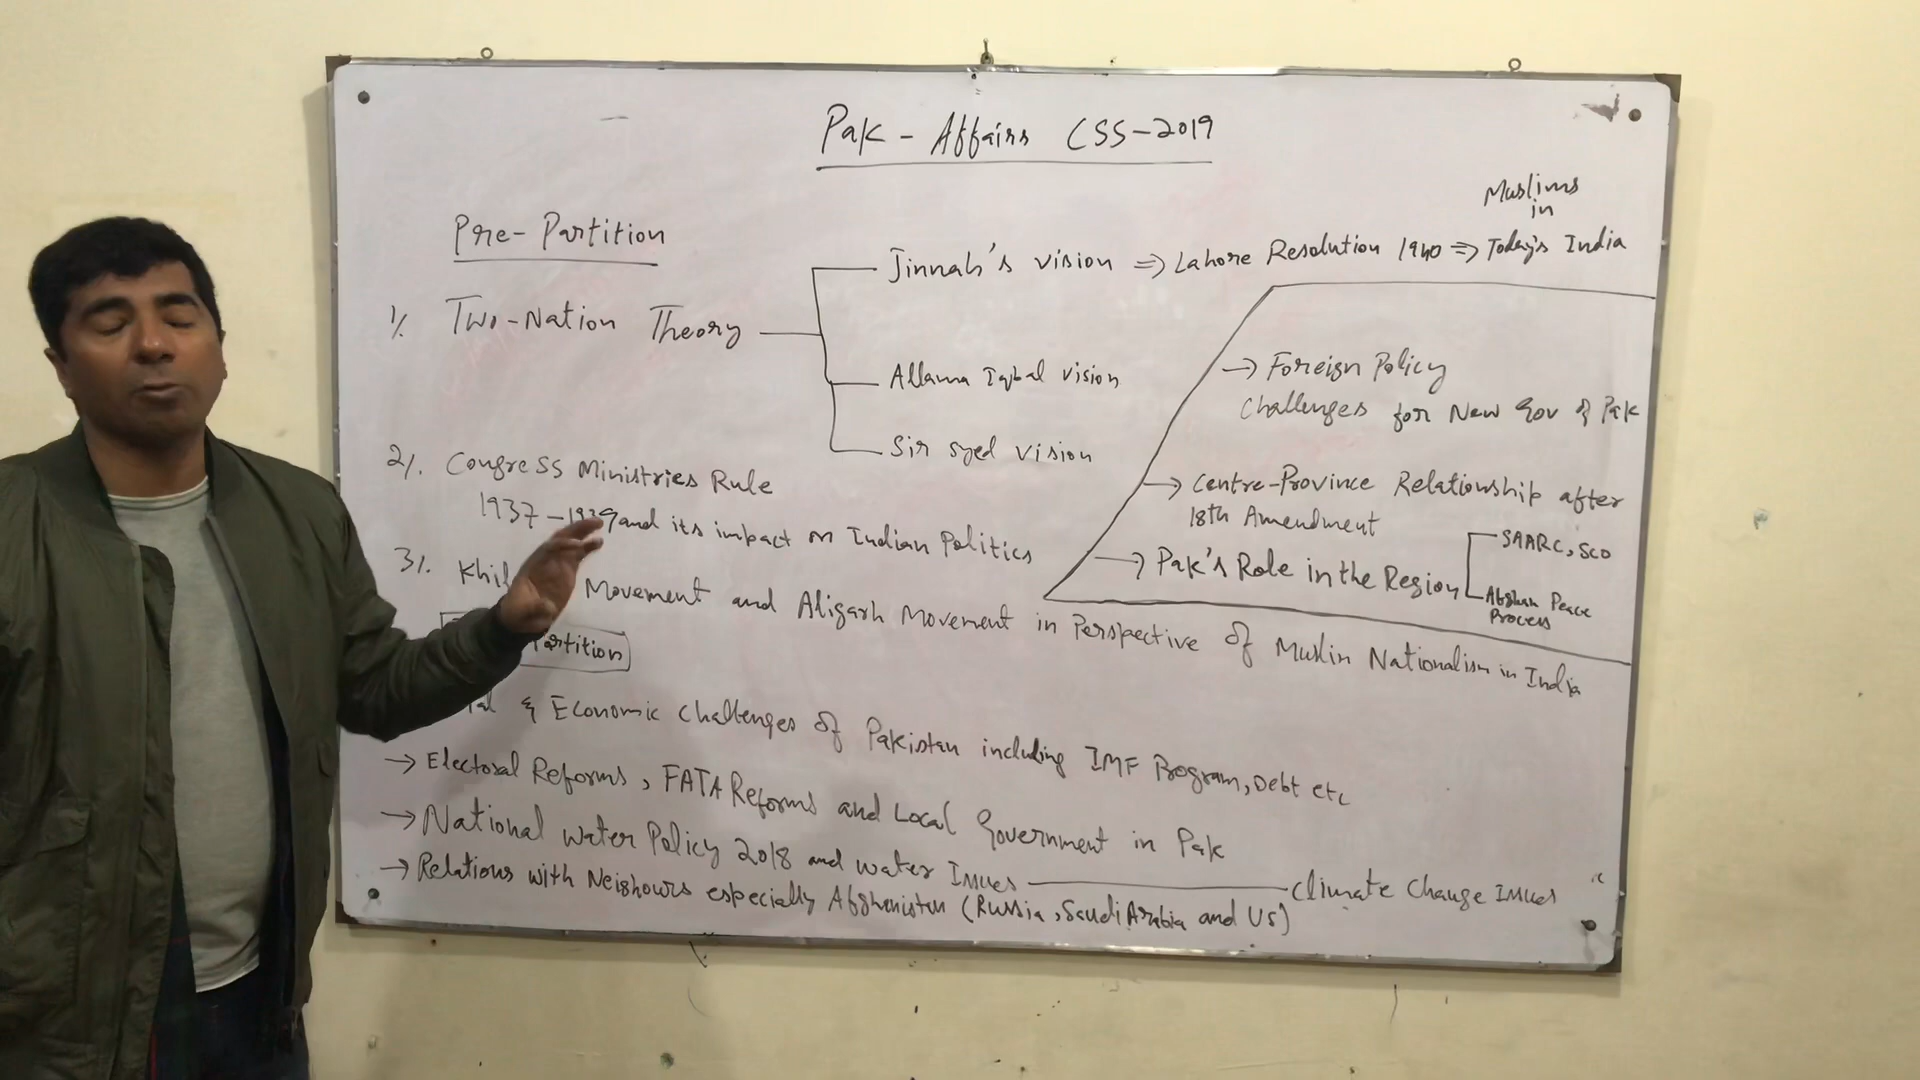 Pak - Affairs CSS-2019
Pre-Partition
1/. Two-Nation Theory
Jinnah's vision => Lahore Resolution 1940 => Today's India
Muslims
in
Allama Iqbal vision
Sir Syed vision
2/. Congress Ministries Rule
1937-1939 and its impact on Indian Politics
3/. Movement and Aligarh Movement in Perspective of Muslim Nationalism in India
Partition
& Economic Challenges of Pakistan including IMF Program, Debt etc
→ Electoral Reforms, FATA Reforms and Local Government in Pak
→ National Water Policy 2018 and water Issues — Climate Change Issues
→ Relations with Neighours especially Afghanistan (Russia, Saudi Arabia and US)
→ Foreign Policy
Challenges for New Gov of Pak
→ Centre-Province Relationship after
18th Amendment
→ Pak's Role in the Region
SAARC, SCO
Afghan Peace
Process